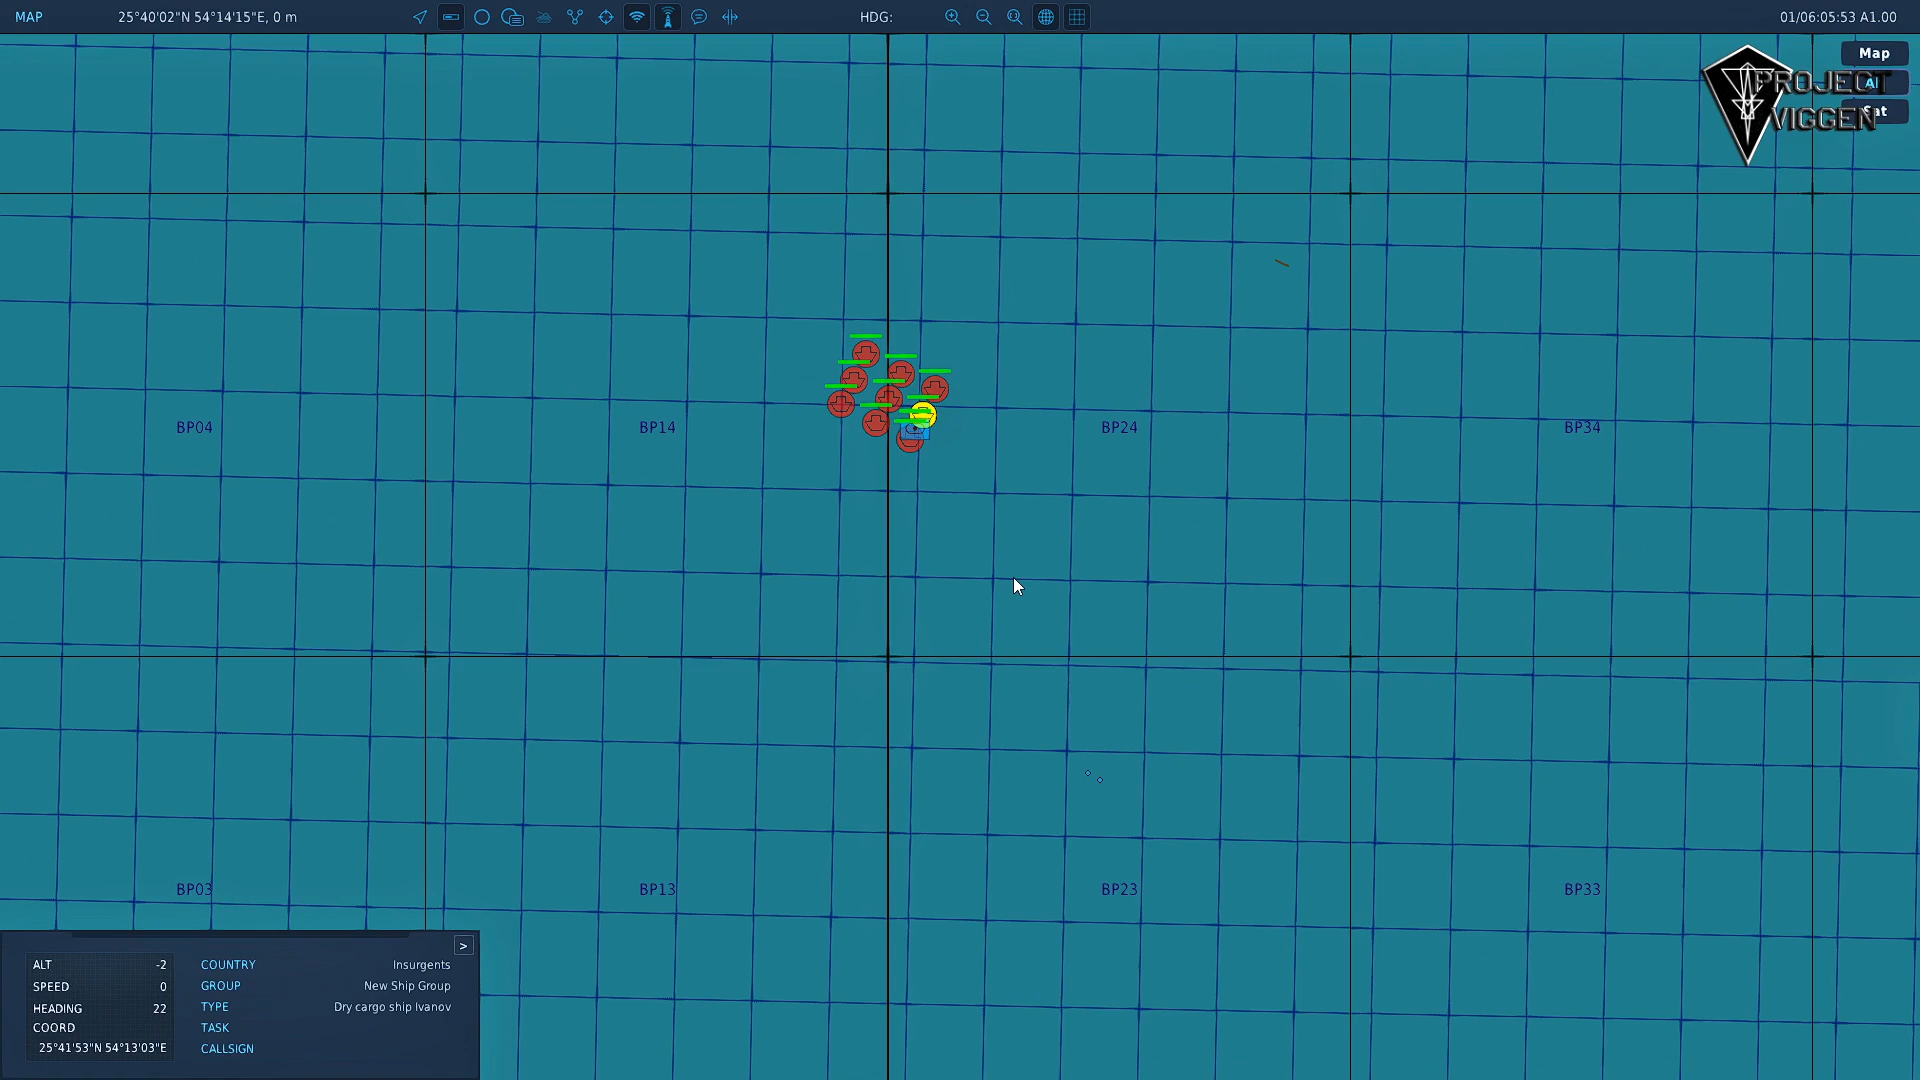 MAP 25°40'02"N 54°14'15"E, 0 m HDG: 01/06:05:53 A1.00
Map
PROJECT
VIGGEN
BP04 BP14 BP24 BP34
BP03 BP13 BP23 BP33
>
ALT -2
SPEED 0
HEADING 22
COORD
25°41'53"N 54°13'03"E
COUNTRY Insurgents
GROUP New Ship Group
TYPE Dry cargo ship Ivanov
TASK
CALLSIGN